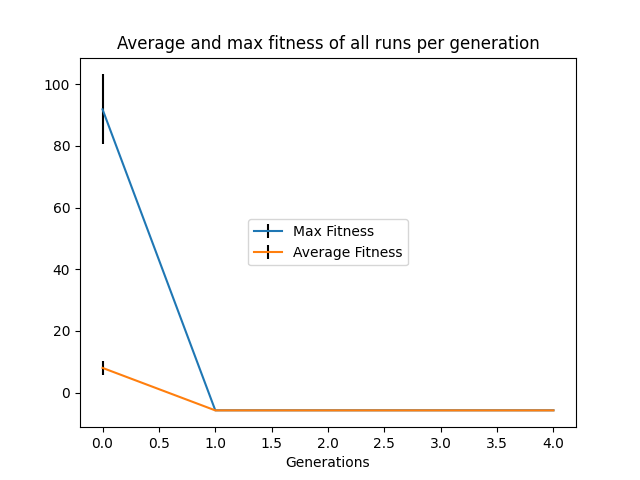 Average and max fitness of all runs per generation
100
80
60
40
20
0
Max Fitness
Average Fitness
0.0 0.5 1.0 1.5 2.0 2.5 3.0 3.5 4.0
Generations